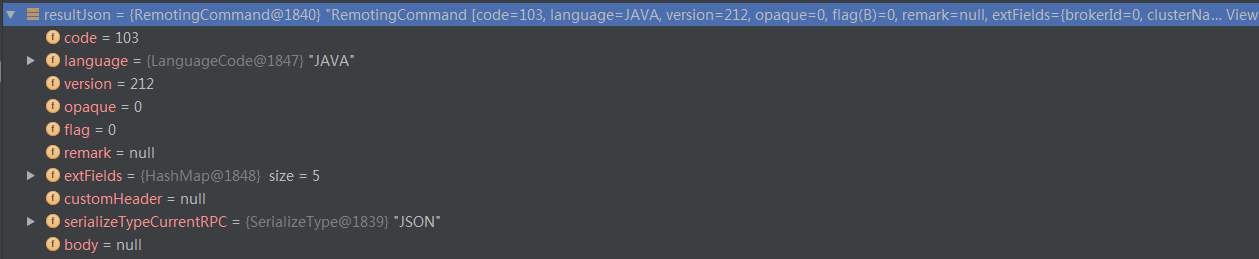 resultJson = {RemotingCommand@1840} "RemotingCommand [code=103, language=JAVA, version=212, opaque=0, flag(B)=0, remark=null, extFields={brokerId=0, clusterNa... View
f code = 103
f language = {LanguageCode@1847} "JAVA"
f version = 212
f opaque = 0
f flag = 0
f remark = null
f extFields = {HashMap@1848} size = 5
f customHeader = null
f serializeTypeCurrentRPC = {SerializeType@1839} "JSON"
f body = null